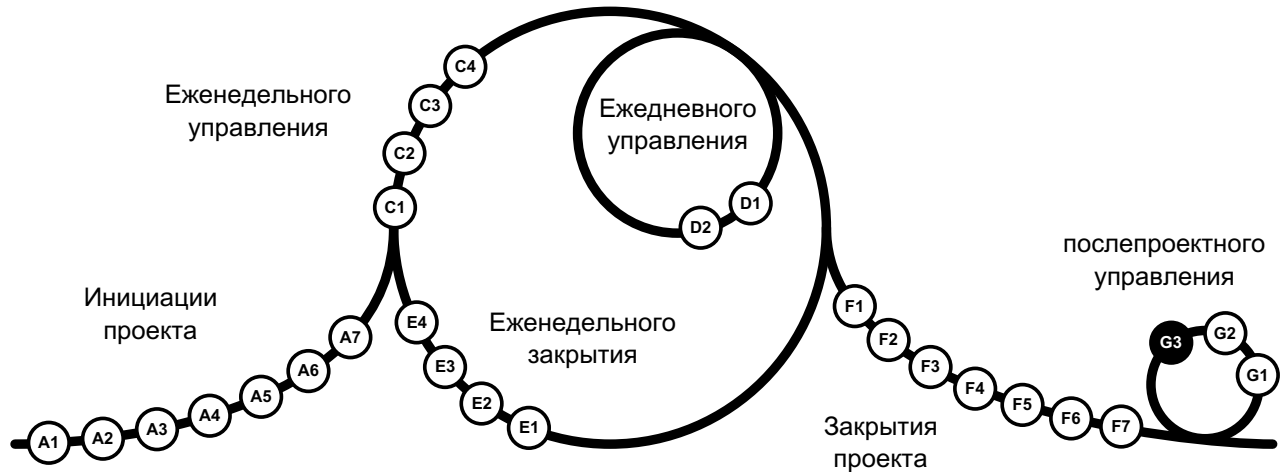 Еженедельного
управления
C4
C3
C2
C1
Ежедневного
управления
D1
D2
Инициации
проекта
A1
A2
A3
A4
A5
A6
A7
Еженедельного
закрытия
E4
E3
E2
E1
F1
F2
F3
F4
F5
F6
F7
Закрытия
проекта
послепроектного
управления
G3
G2
G1